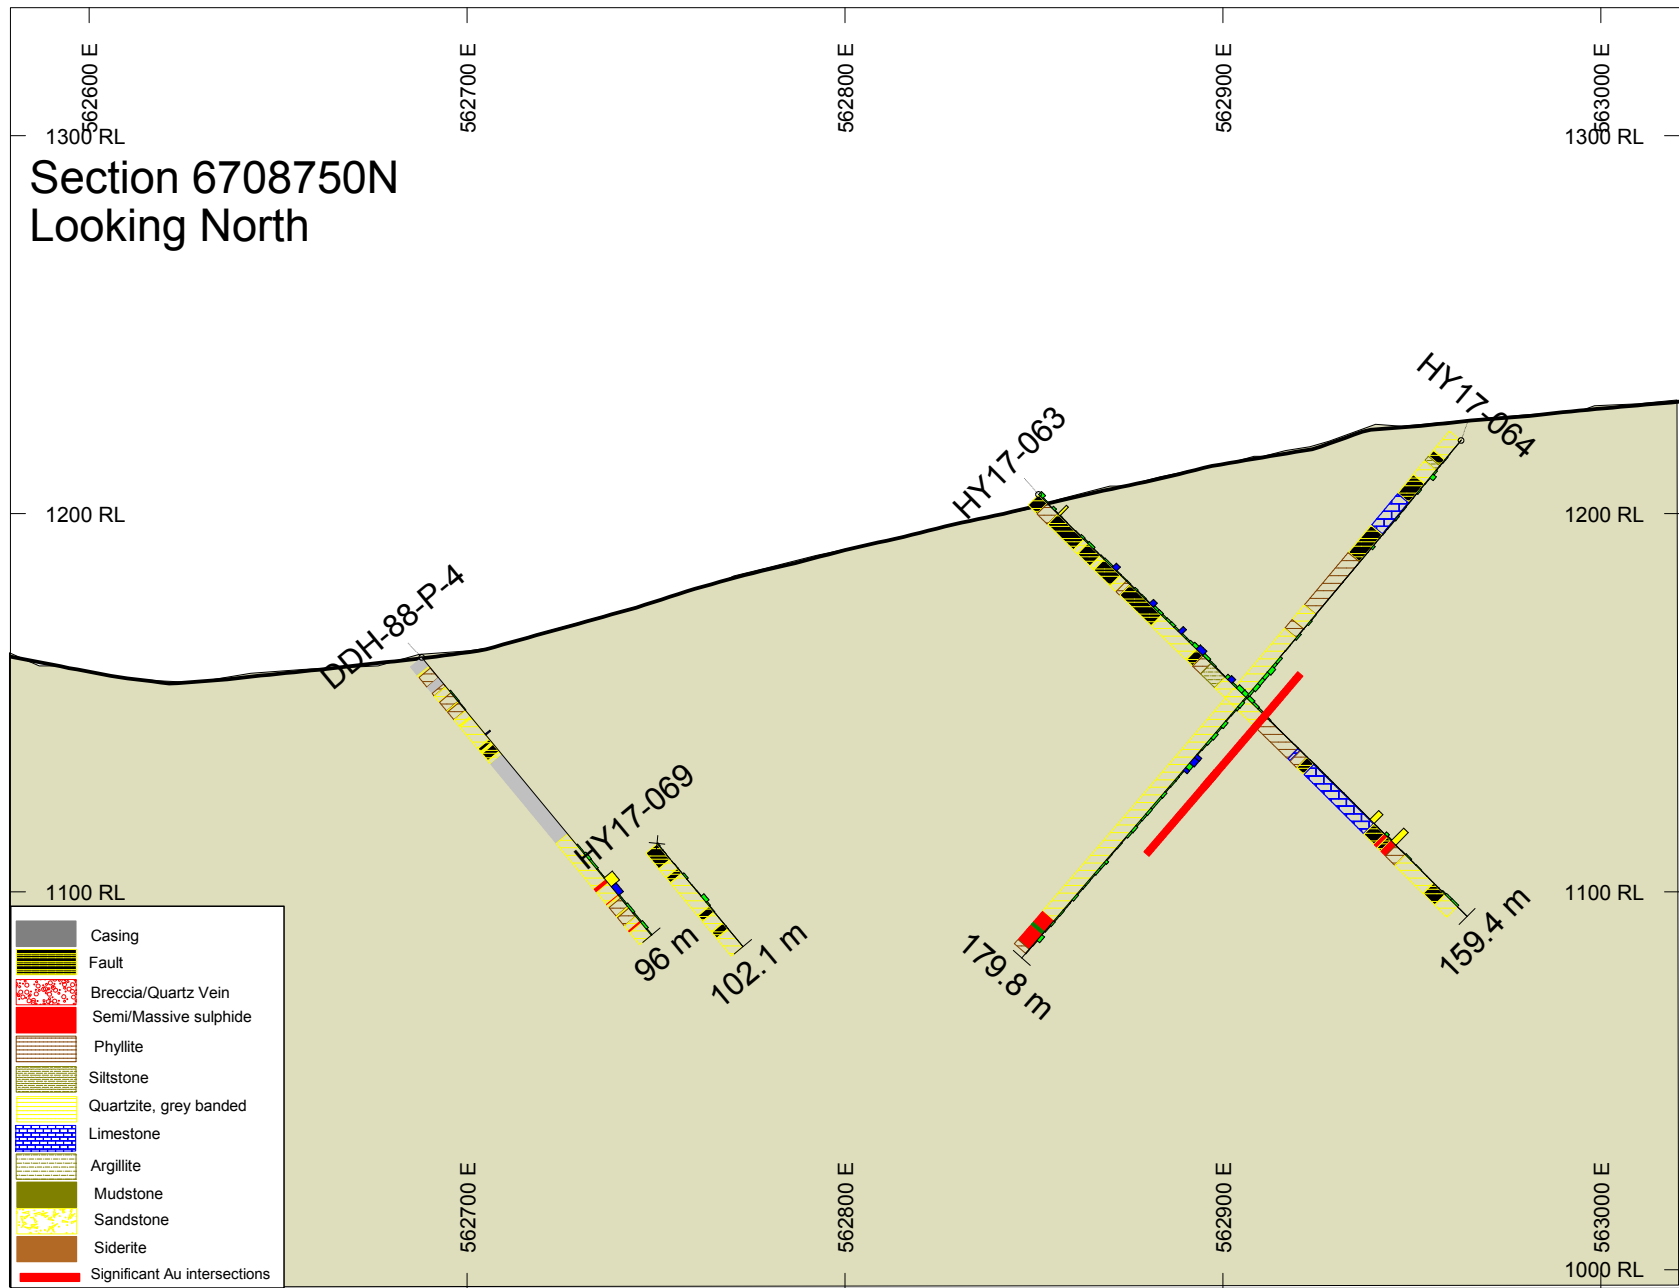 562600 E
562700 E
562800 E
562900 E
563000 E
1300 RL
1300 RL
Section 6708750N
Looking North
HY17-064
HY17-063
1200 RL
1200 RL
DDH-88-P-4
HY17-069
1100 RL
1100 RL
96 m
102.1 m
179.8 m
159.4 m
Casing
Fault
Breccia/Quartz Vein
Semi/Massive sulphide
Phyllite
Siltstone
Quartzite, grey banded
Limestone
Argillite
Mudstone
Sandstone
Siderite
Significant Au intersections
562700 E
562800 E
562900 E
563000 E
1000 RL